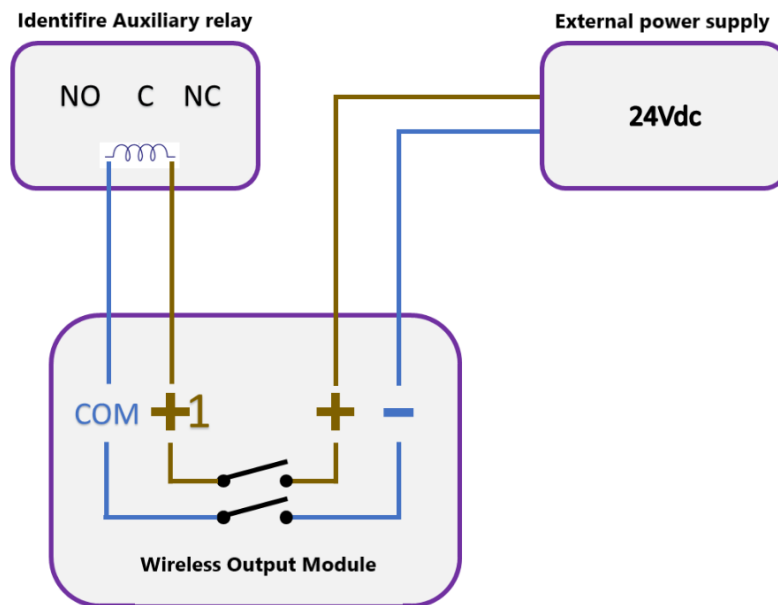 Identifire Auxiliary relay
External power supply
NO C NC
24Vdc
COM +1 + -
Wireless Output Module